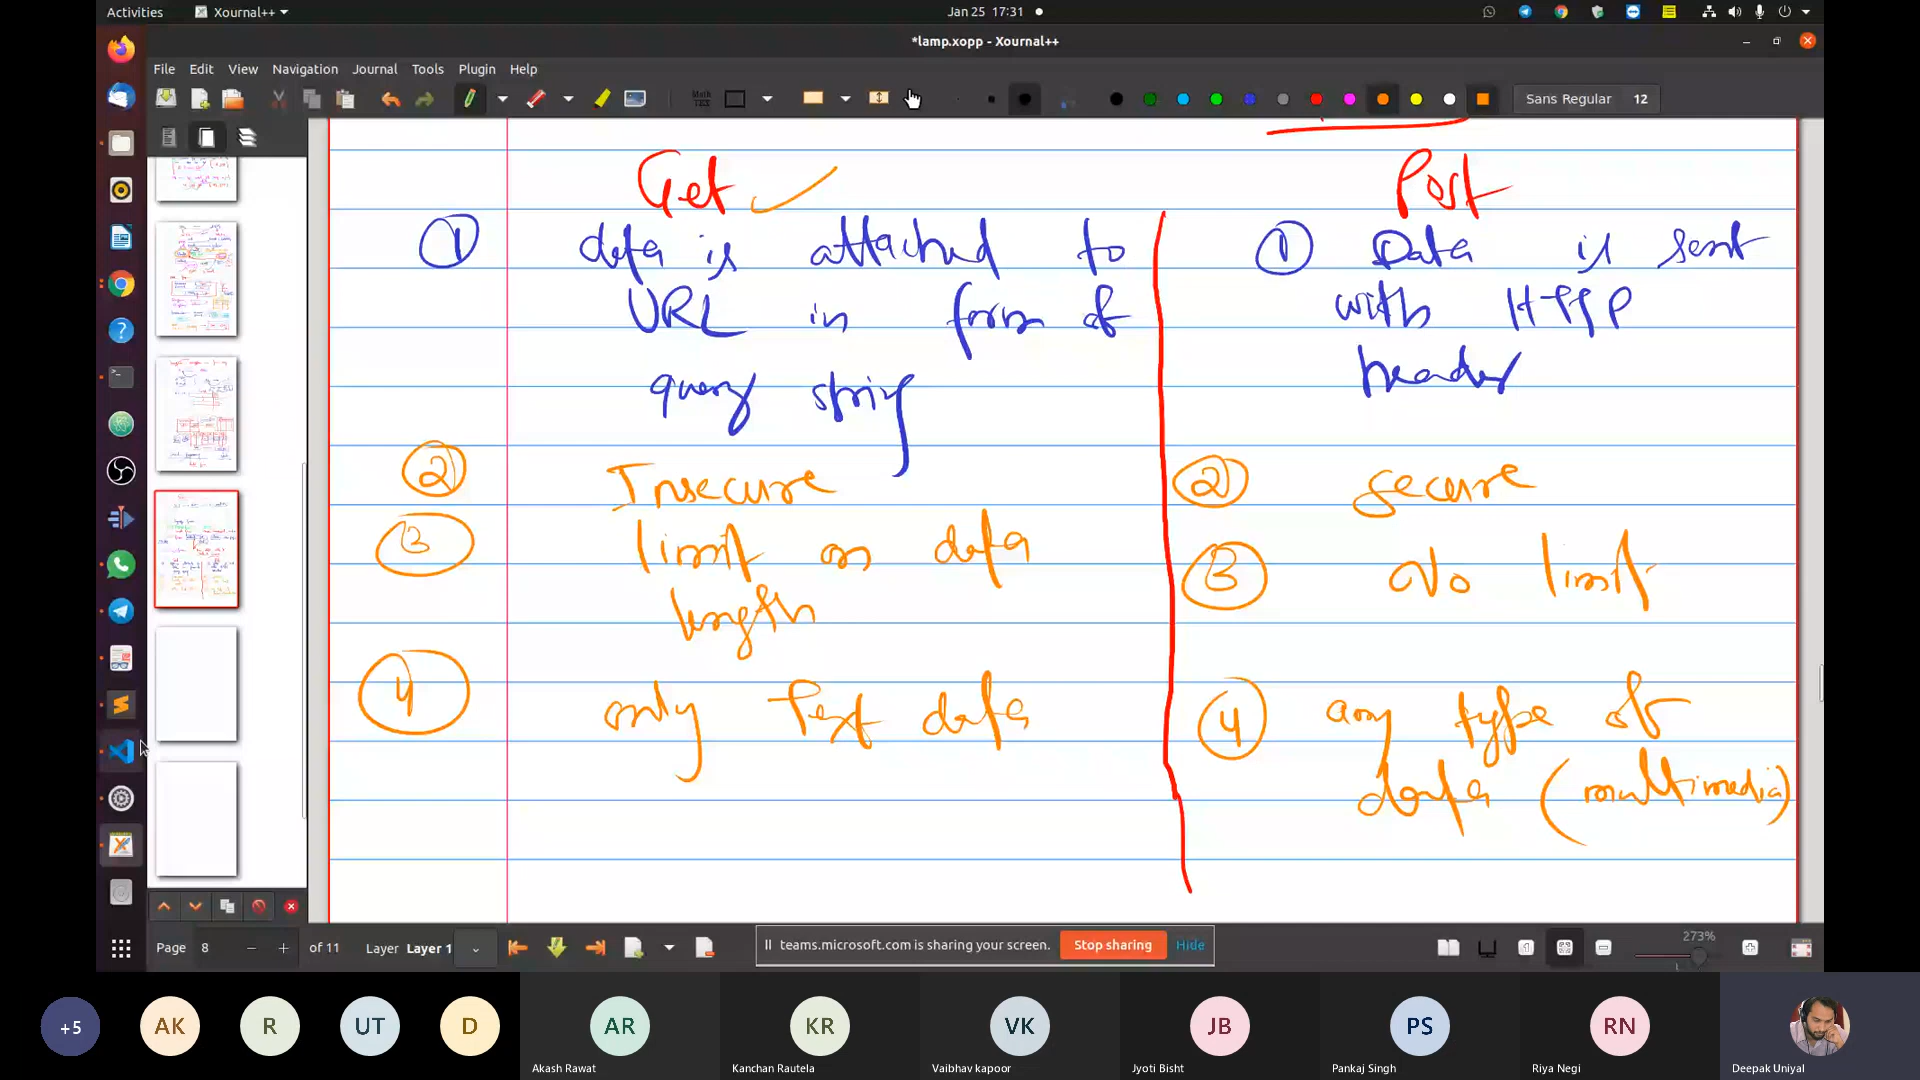 Activities
Xournal++
Jan 25 17:31
*lamp.xopp - Xournal++
File Edit View Navigation Journal Tools Plugin Help
Sans Regular 12
Get
Post
① data is attached to
URL in form of
query string
① Data is sent
with HTTP
header
② Insecure
② Secure
③ limit on data
length
③ No limit
④ only Text data
④ any type of
data (multimedia)
Page 8 of 11 Layer Layer 1
teams.microsoft.com is sharing your screen. Stop sharing Hide
273%
+5 AK R UT D AR KR VK JB PS RN
Akash Rawat Kanchan Rautela Vaibhav kapoor Jyoti Bisht Pankaj Singh Riya Negi Deepak Uniyal